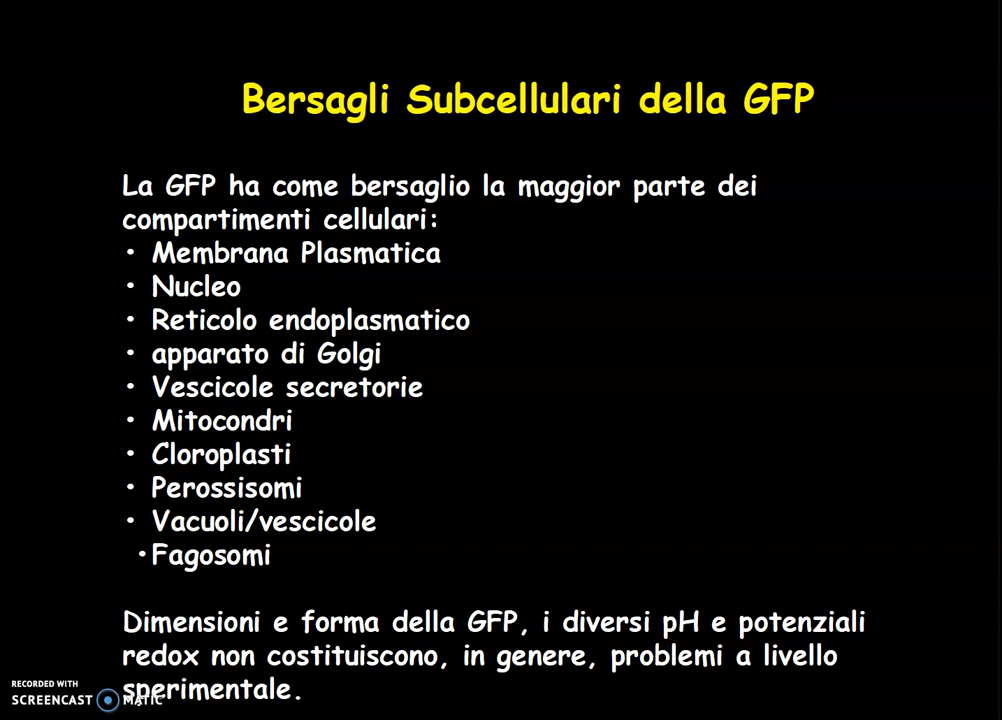 Bersagli Subcellulari della GFP
La GFP ha come bersaglio la maggior parte dei
compartimenti cellulari:
• Membrana Plasmatica
• Nucleo
• Reticolo endoplasmatico
• apparato di Golgi
• Vescicole secretorie
• Mitocondri
• Cloroplasti
• Perossisomi
• Vacuoli/vescicole
• Fagosomi
Dimensioni e forma della GFP, i diversi pH e potenziali
redox non costituiscono, in genere, problemi a livello
sperimentale.
RECORDED WITH
SCREENCAST MATIC